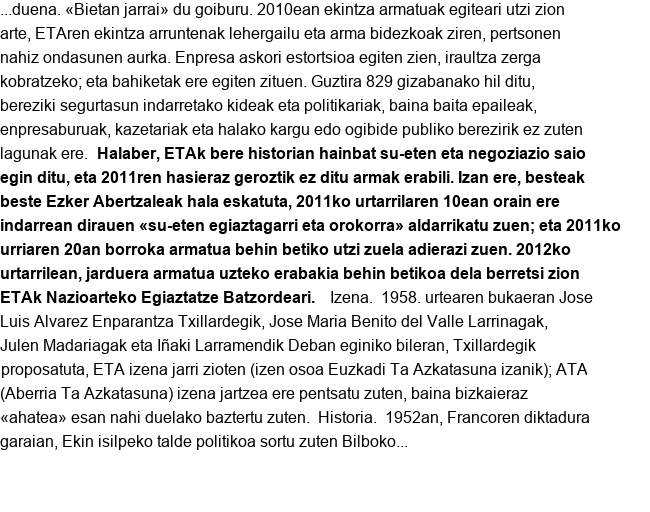 ...duena. «Bietan jarrai» du goiburu. 2010ean ekintza armatuak egiteari utzi zion
arte, ETAren ekintza arruntenak lehergailu eta arma bidezkoak ziren, pertsonen
nahiz ondasunen aurka. Enpresa askori estortsioa egiten zien, iraultza zerga
kobratzeko; eta bahiketak ere egiten zituen. Guztira 829 gizabanako hil ditu,
bereziki segurtasun indarretako kideak eta politikariak, baina baita epaileak,
enpresaburuak, kazetariak eta halako kargu edo ogibide publiko berezirik ez zuten
lagunak ere.  Halaber, ETAk bere historian hainbat su-eten eta negoziazio saio
egin ditu, eta 2011ren hasieraz geroztik ez ditu armak erabili. Izan ere, besteak
beste Ezker Abertzaleak hala eskatuta, 2011ko urtarrilaren 10ean orain ere
indarrean dirauen «su-eten egiaztagarri eta orokorra» aldarrikatu zuen; eta 2011ko
urriaren 20an borroka armatua behin betiko utzi zuela adierazi zuen. 2012ko
urtarrilean, jarduera armatua uzteko erabakia behin betikoa dela berretsi zion
ETAk Nazioarteko Egiaztatze Batzordeari.   Izena.  1958. urtearen bukaeran Jose
Luis Alvarez Enparantza Txillardegik, Jose Maria Benito del Valle Larrinagak,
Julen Madariagak eta Iñaki Larramendik Deban eginiko bileran, Txillardegik
proposatuta, ETA izena jarri zioten (izen osoa Euzkadi Ta Azkatasuna izanik); ATA
(Aberria Ta Azkatasuna) izena jartzea ere pentsatu zuten, baina bizkaieraz
«ahatea» esan nahi duelako baztertu zuten.  Historia.  1952an, Francoren diktadura
garaian, Ekin isilpeko talde politikoa sortu zuten Bilboko...